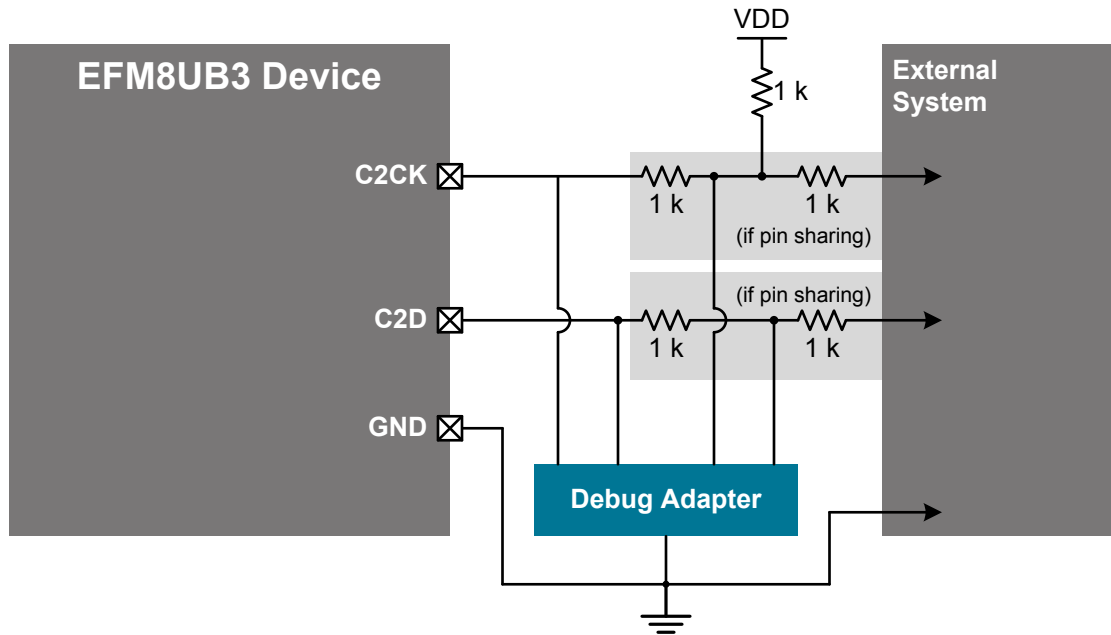 VDD
EFM8UB3 Device
External
System
1 k
C2CK
1 k
1 k
(if pin sharing)
(if pin sharing)
C2D
1 k
1 k
GND
Debug Adapter